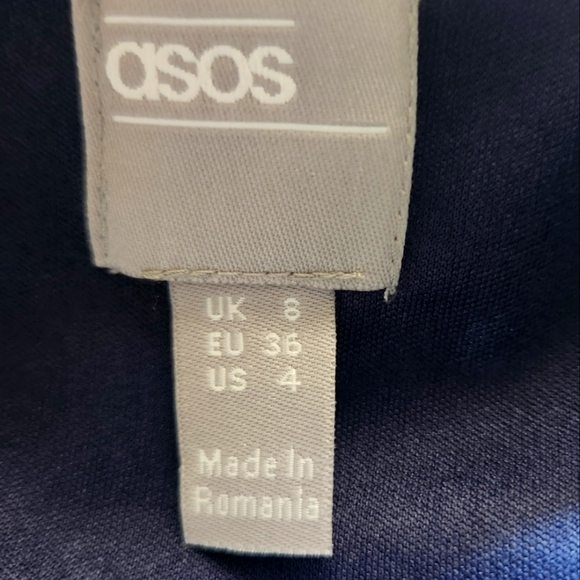 asos
UK 8
EU 36
US 4
Made In
Romania